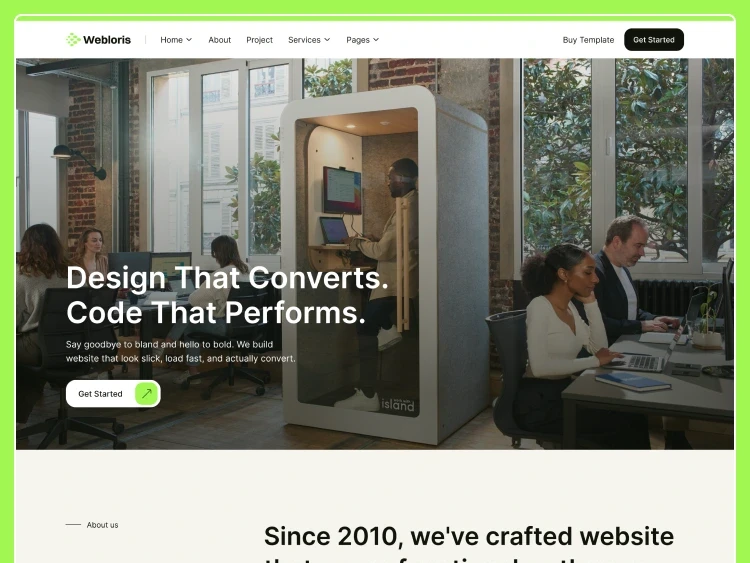 Webloris
Home
About
Project
Services
Pages
Buy Template
Get Started
Design That Converts.
Code That Performs.
Say goodbye to bland and hello to bold. We build
website that look slick, load fast, and actually convert.
Get Started
island
About us
Since 2010, we've crafted website